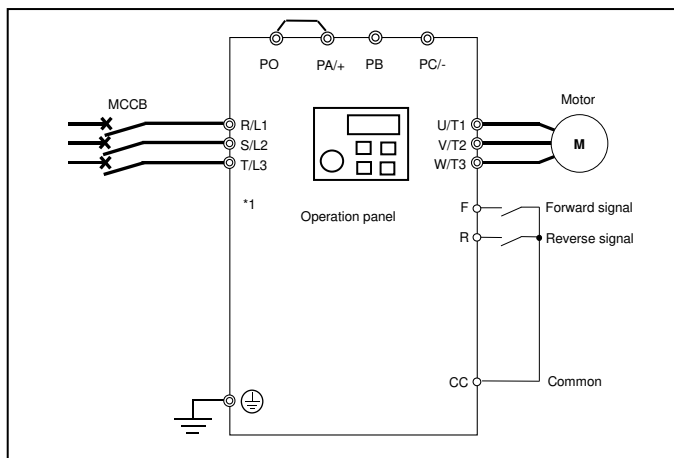 PO PA/+ PB PC/-
MCCB
Motor
R/L1
U/T1
S/L2
V/T2
M
T/L3
W/T3
*1
F
Forward signal
Operation panel
R
Reverse signal
CC
Common